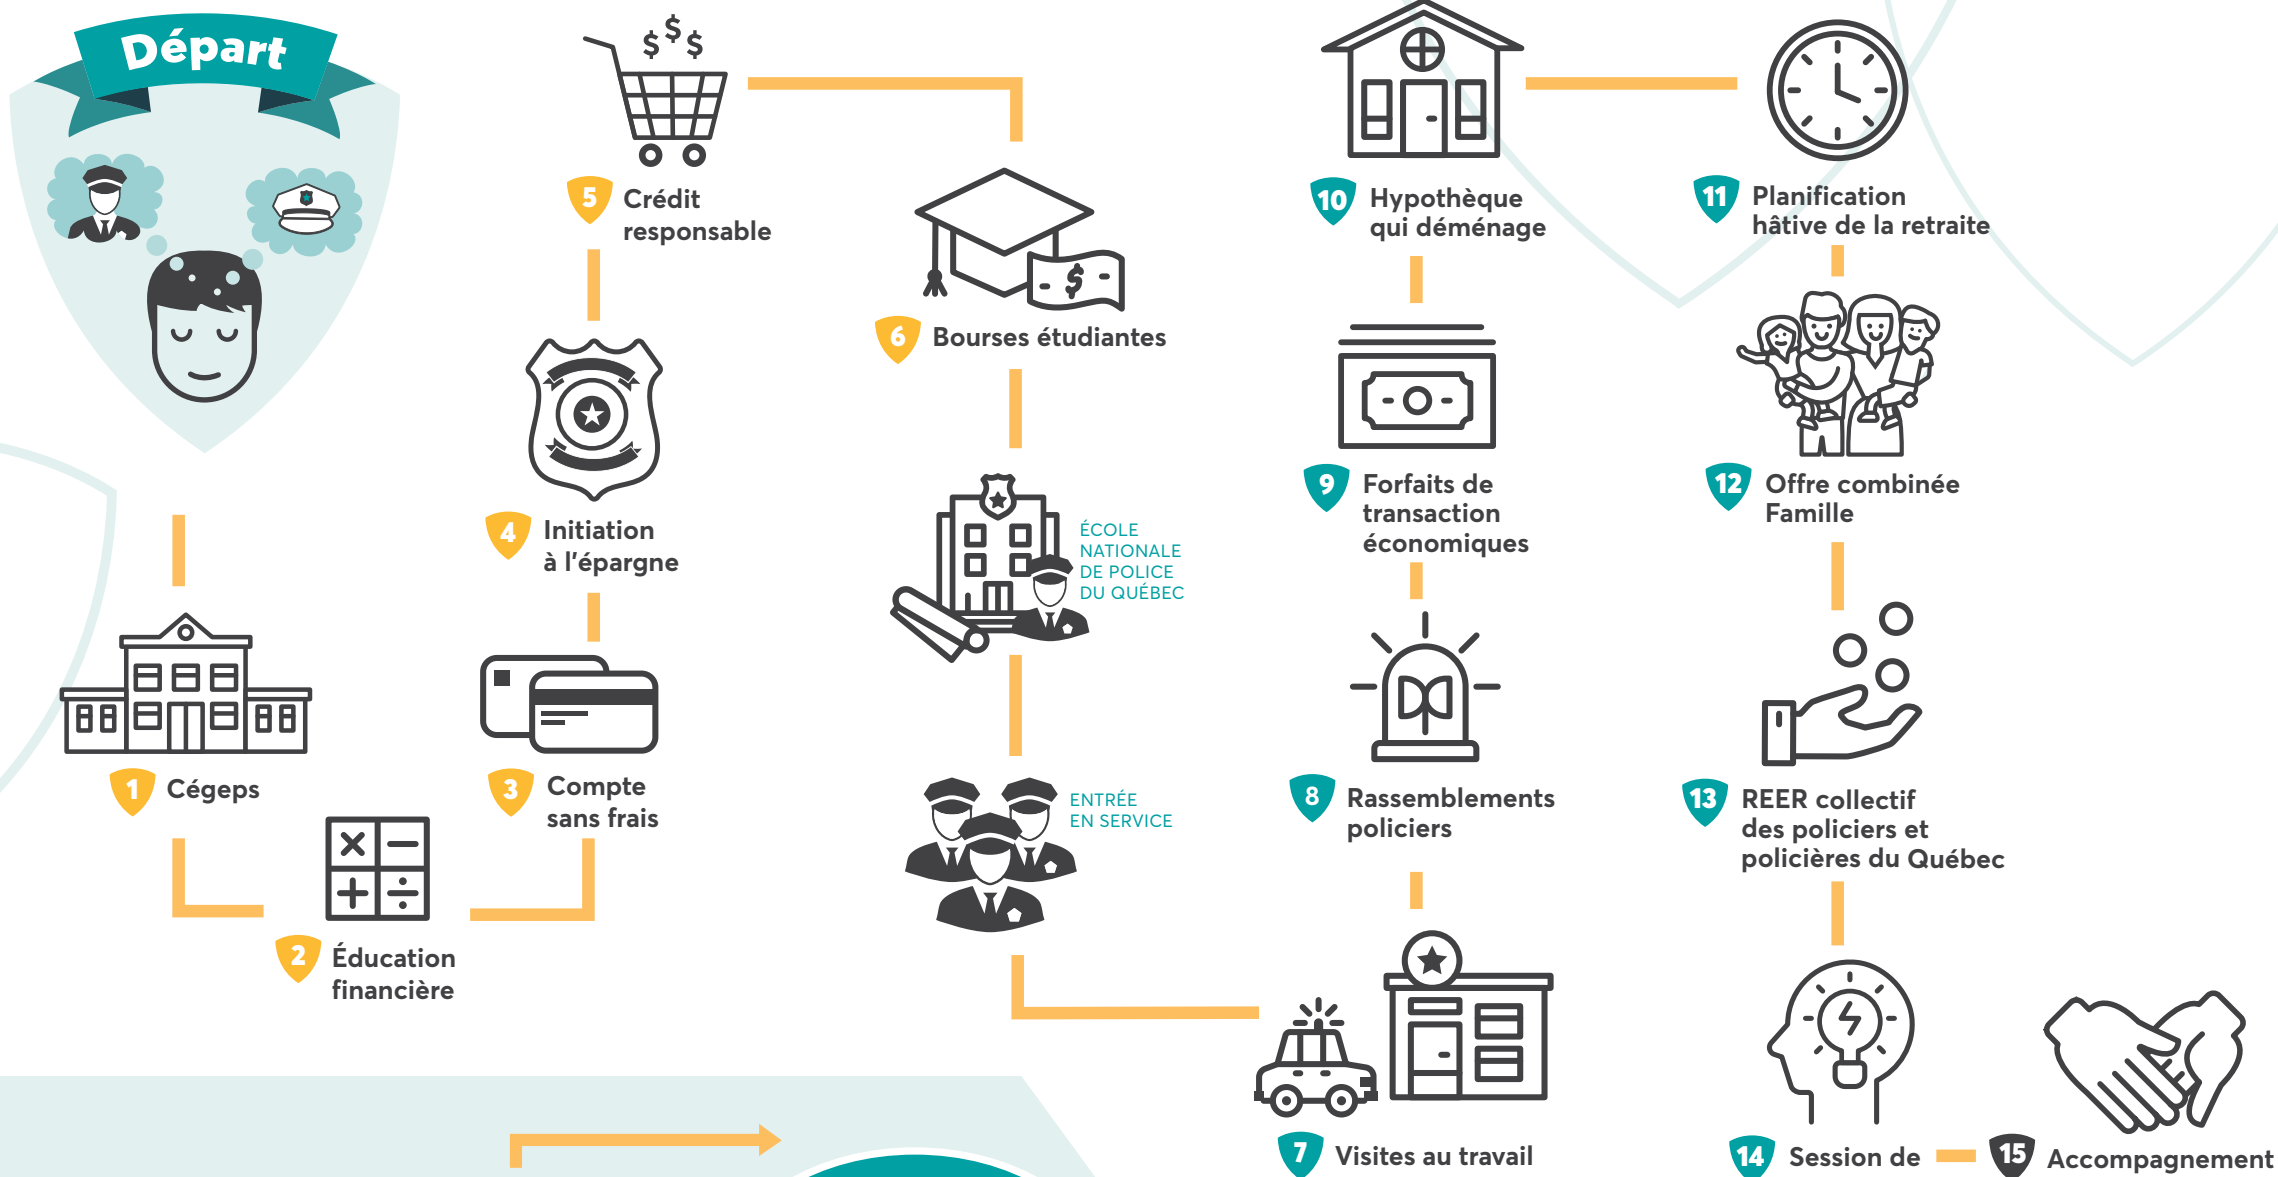 Départ
1 Cégeps
2 Éducation
financière
3 Compte
sans frais
4 Initiation
à l'épargne
$ $ $
5 Crédit
responsable
$
6 Bourses étudiantes
ÉCOLE
NATIONALE
DE POLICE
DU QUÉBEC
ENTRÉE
EN SERVICE
7 Visites au travail
8 Rassemblements
policiers
9 Forfaits de
transaction
économiques
10 Hypothèque
qui déménage
11 Planification
hâtive de la retraite
12 Offre combinée
Famille
13 REER collectif
des policiers et
policières du Québec
14 Session de
15 Accompagnement